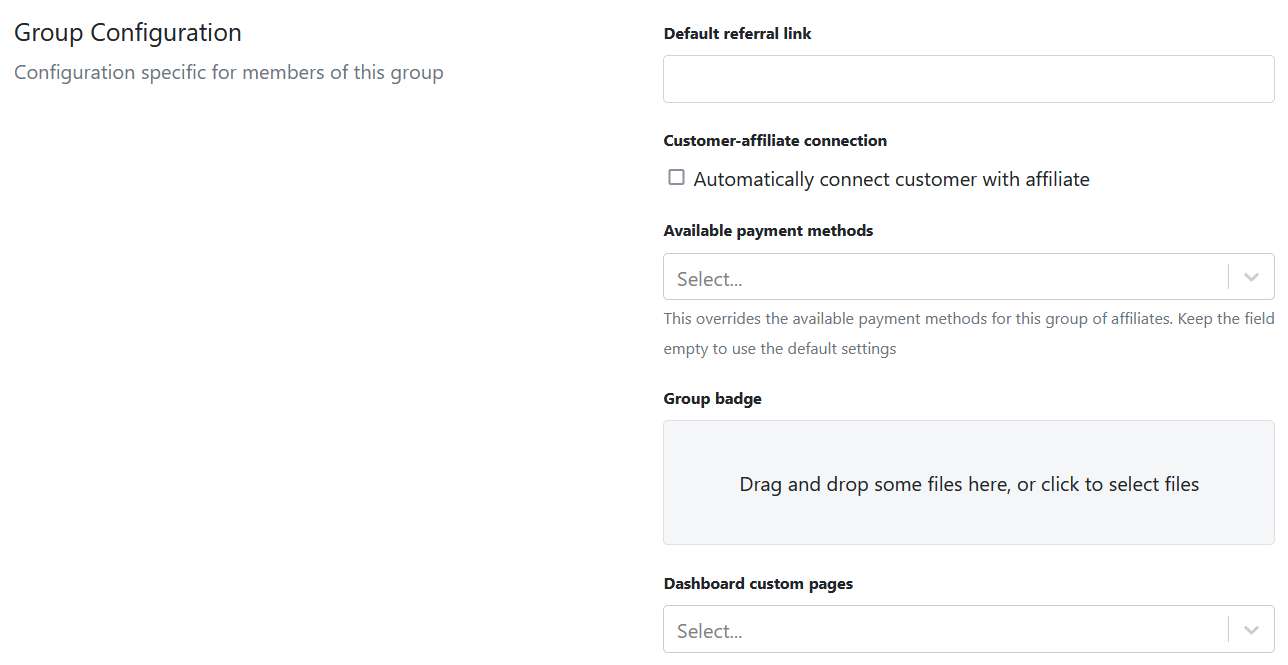 Group Configuration
Configuration specific for members of this group
Default referral link
Customer-affiliate connection
Automatically connect customer with affiliate
Available payment methods
Select...
This overrides the available payment methods for this group of affiliates. Keep the field
empty to use the default settings
Group badge
Drag and drop some files here, or click to select files
Dashboard custom pages
Select...